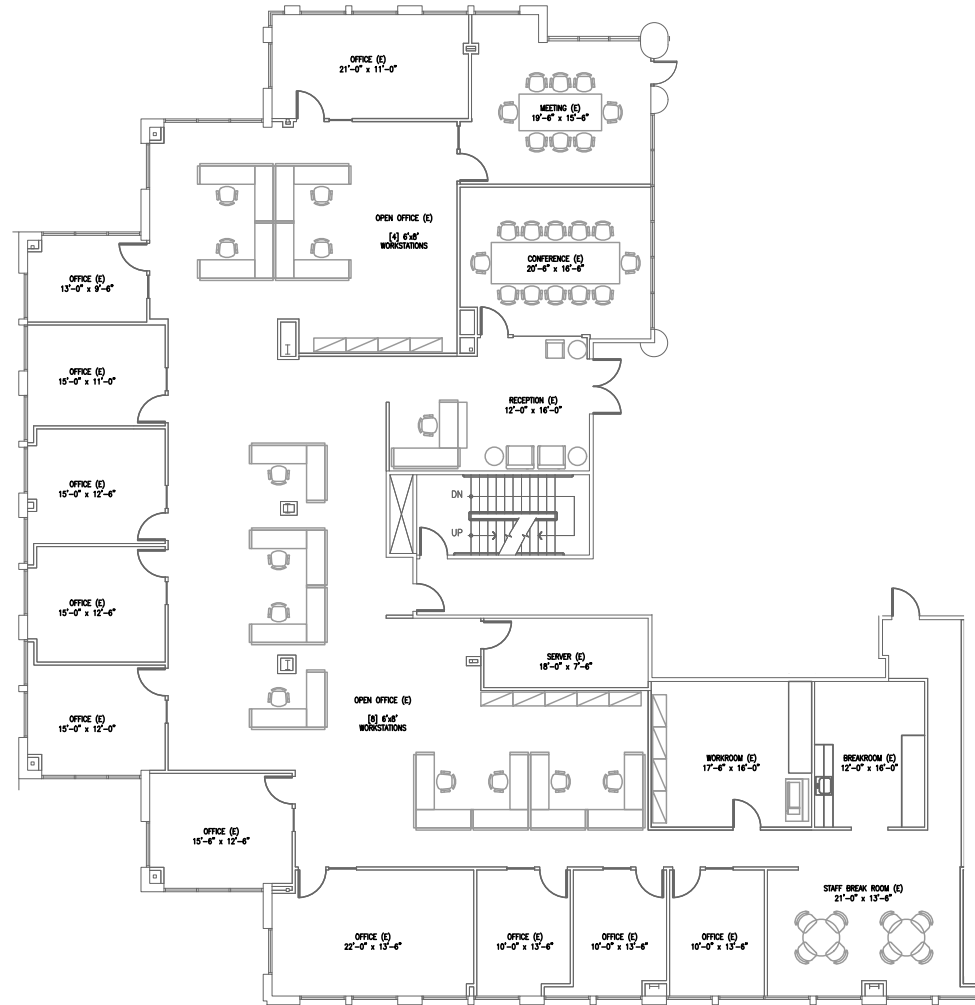 OFFICE (E)
21'-0" x 11'-0"
MEETING (E)
19'-6" x 15'-6"
OPEN OFFICE (E)
[4] 6'x8'
WORKSTATIONS
CONFERENCE (E)
20'-6" x 16'-6"
OFFICE (E)
13'-0" x 9'-6"
OFFICE (E)
15'-0" x 11'-0"
RECEPTION (E)
12'-0" x 16'-0"
OFFICE (E)
15'-0" x 12'-6"
DN
UP
OFFICE (E)
15'-0" x 12'-6"
SERVER (E)
18'-0" x 7'-6"
OFFICE (E)
15'-0" x 12'-0"
OPEN OFFICE (E)
[8] 6'x8'
WORKSTATIONS
WORKROOM (E)
17'-6" x 16'-0"
BREAKROOM (E)
12'-0" x 16'-0"
OFFICE (E)
15'-6" x 12'-6"
STAFF BREAK ROOM (E)
21'-0" x 13'-6"
OFFICE (E)
22'-0" x 13'-6"
OFFICE (E)
10'-0" x 13'-6"
OFFICE (E)
10'-0" x 13'-6"
OFFICE (E)
10'-0" x 13'-6"